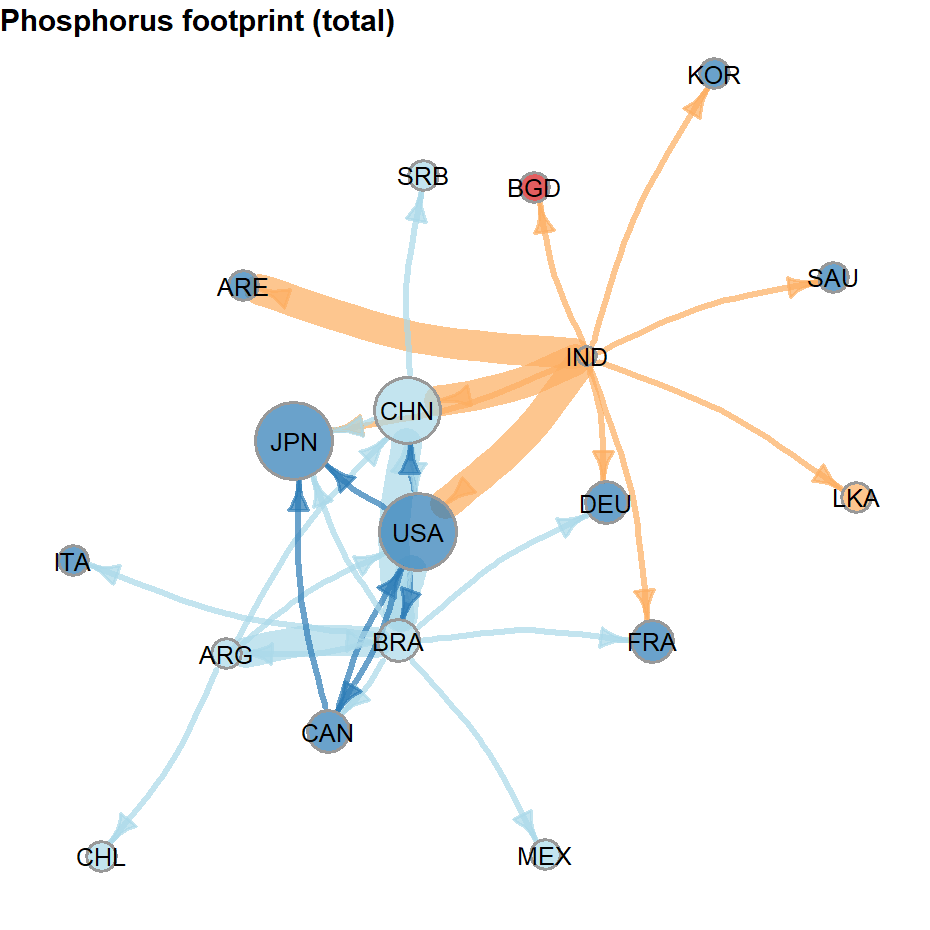 Phosphorus footprint (total)
KOR
SRB
BGD
SAU
ARE
IND
CHN
JPN
LKA
DEU
USA
ITA
BRA
FRA
ARG
CAN
CHL
MEX